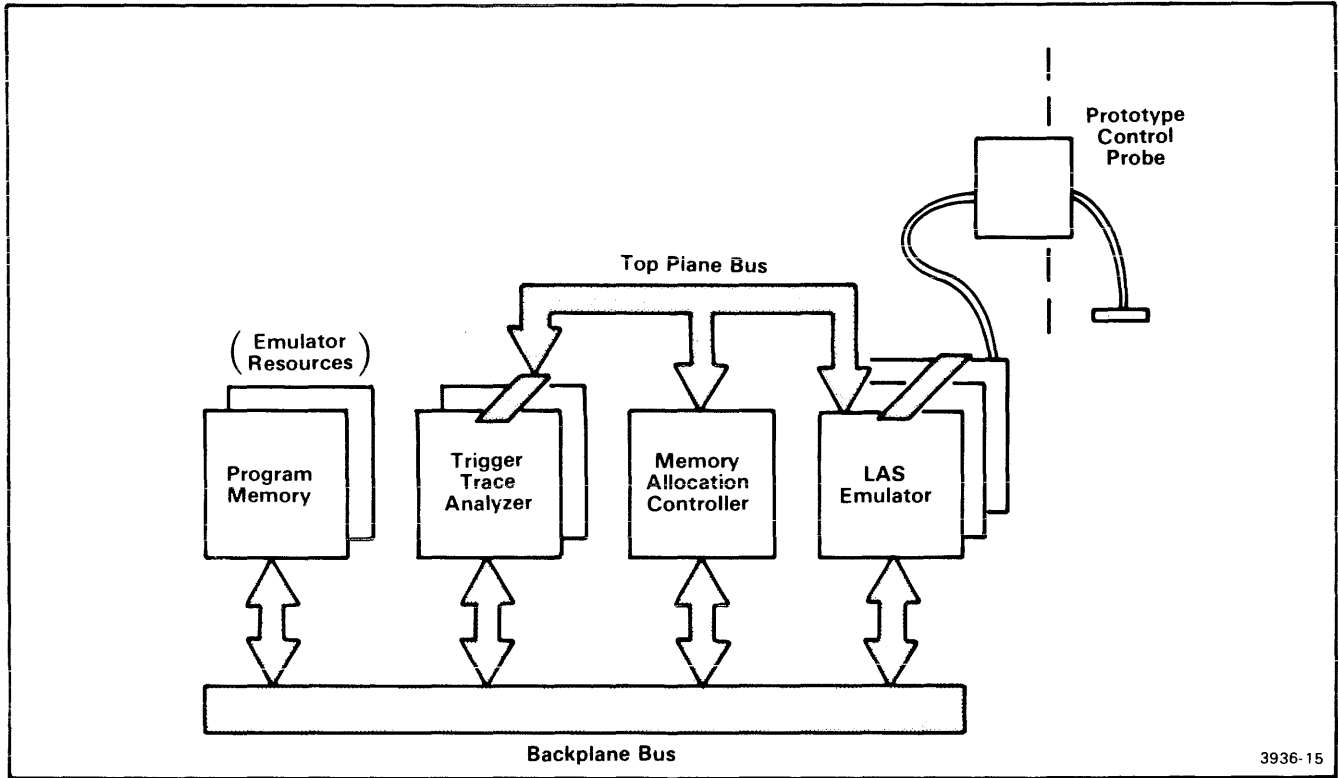 Prototype
Control
Probe
Top Plane Bus
(Emulator
Resources)
Program
Memory
Trigger
Trace
Analyzer
Memory
Allocation
Controller
LAS
Emulator
Backplane Bus
3936-15